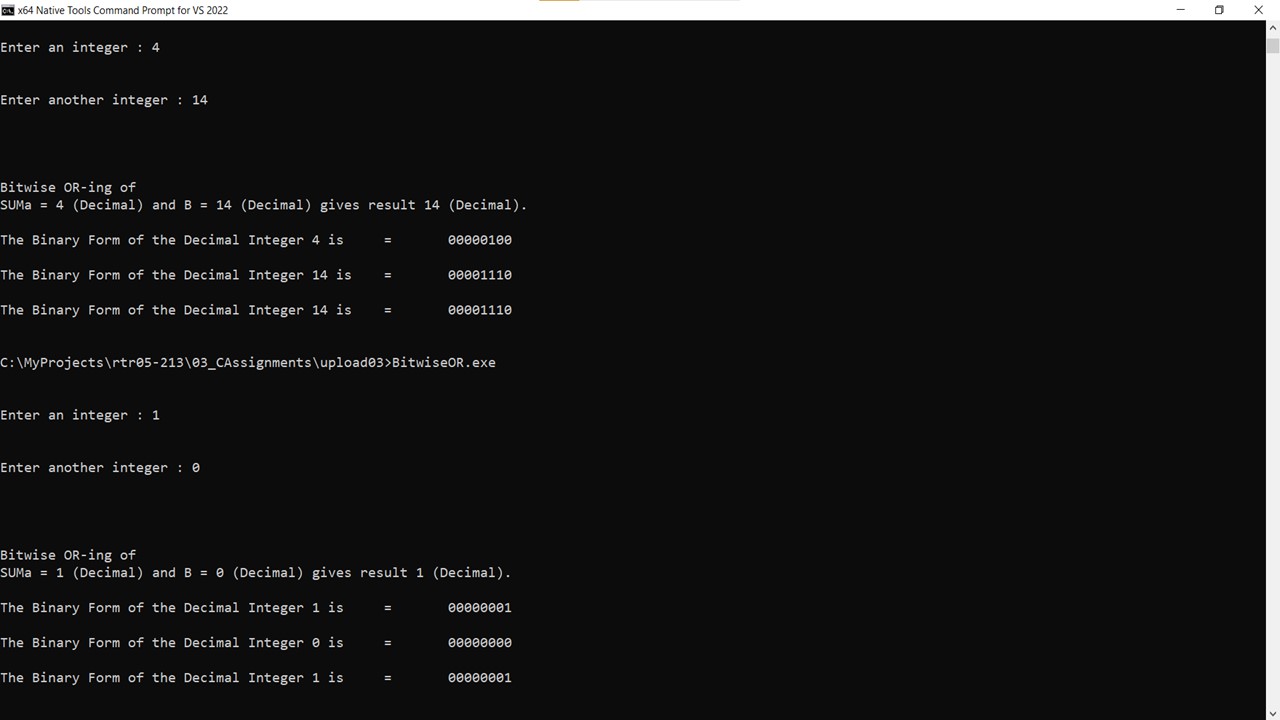 x64 Native Tools Command Prompt for VS 2022
Enter an integer : 4
Enter another integer : 14
Bitwise OR-ing of
SUMa = 4 (Decimal) and B = 14 (Decimal) gives result 14 (Decimal).
The Binary Form of the Decimal Integer 4 is     =       00000100
The Binary Form of the Decimal Integer 14 is    =       00001110
The Binary Form of the Decimal Integer 14 is    =       00001110
C:\MyProjects\rtr05-213\03_CAssignments\upload03>BitwiseOR.exe
Enter an integer : 1
Enter another integer : 0
Bitwise OR-ing of
SUMa = 1 (Decimal) and B = 0 (Decimal) gives result 1 (Decimal).
The Binary Form of the Decimal Integer 1 is     =       00000001
The Binary Form of the Decimal Integer 0 is     =       00000000
The Binary Form of the Decimal Integer 1 is     =       00000001